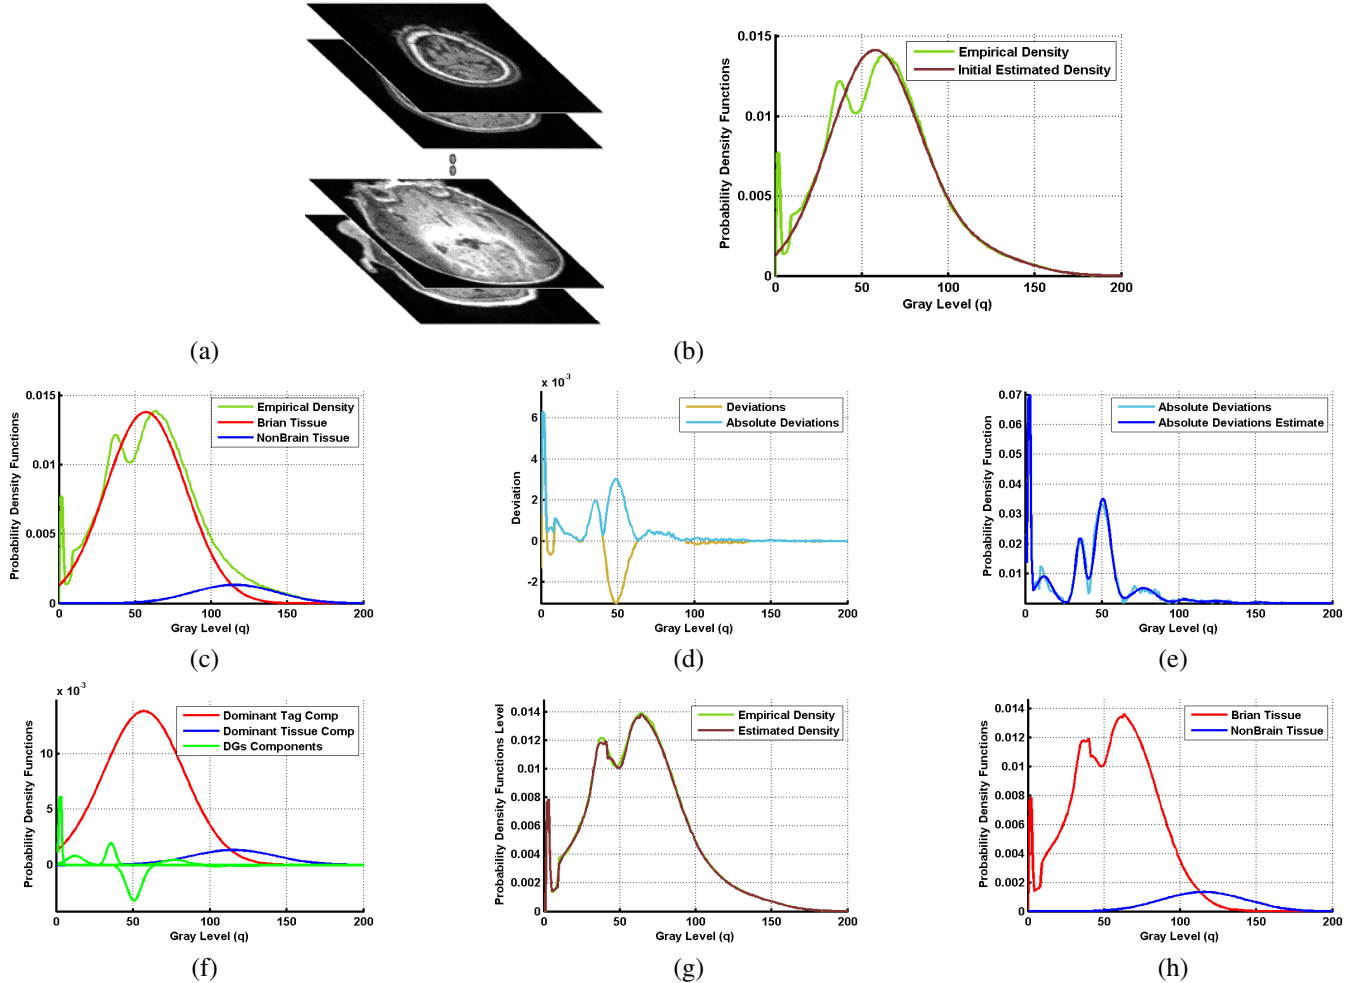 0.015
0.01
0.005
0
0
50
100
150
200
Probability Density Functions
Gray Level (q)
Empirical Density
Initial Estimated Density
(a)
(b)
0.015
0.01
0.005
0
0
50
100
150
200
Probability Density Functions
Gray Level (q)
Empirical Density
Brian Tissue
NonBrain Tissue
(c)
x 10⁻³
6
4
2
0
-2
0
50
100
150
200
Deviation
Gray Level (q)
Deviations
Absolute Deviations
(d)
0.07
0.06
0.05
0.04
0.03
0.02
0.01
0
50
100
150
200
Probability Density Function
Gray Level (q)
Absolute Deviations
Absolute Deviations Estimate
(e)
x 10³
10
5
0
0
50
100
150
200
Probability Density Functions
Gray Level (q)
Dominant Tag Comp
Dominant Tissue Comp
DGs Components
(f)
0.014
0.012
0.01
0.008
0.006
0.004
0.002
0
0
50
100
150
200
Probability Density Functions Level
Gray Level (q)
Empirical Density
Estimated Density
(g)
0.014
0.012
0.01
0.008
0.006
0.004
0.002
0
0
50
100
150
200
Probability Density Functions
Gray Level (q)
Brian Tissue
NonBrain Tissue
(h)